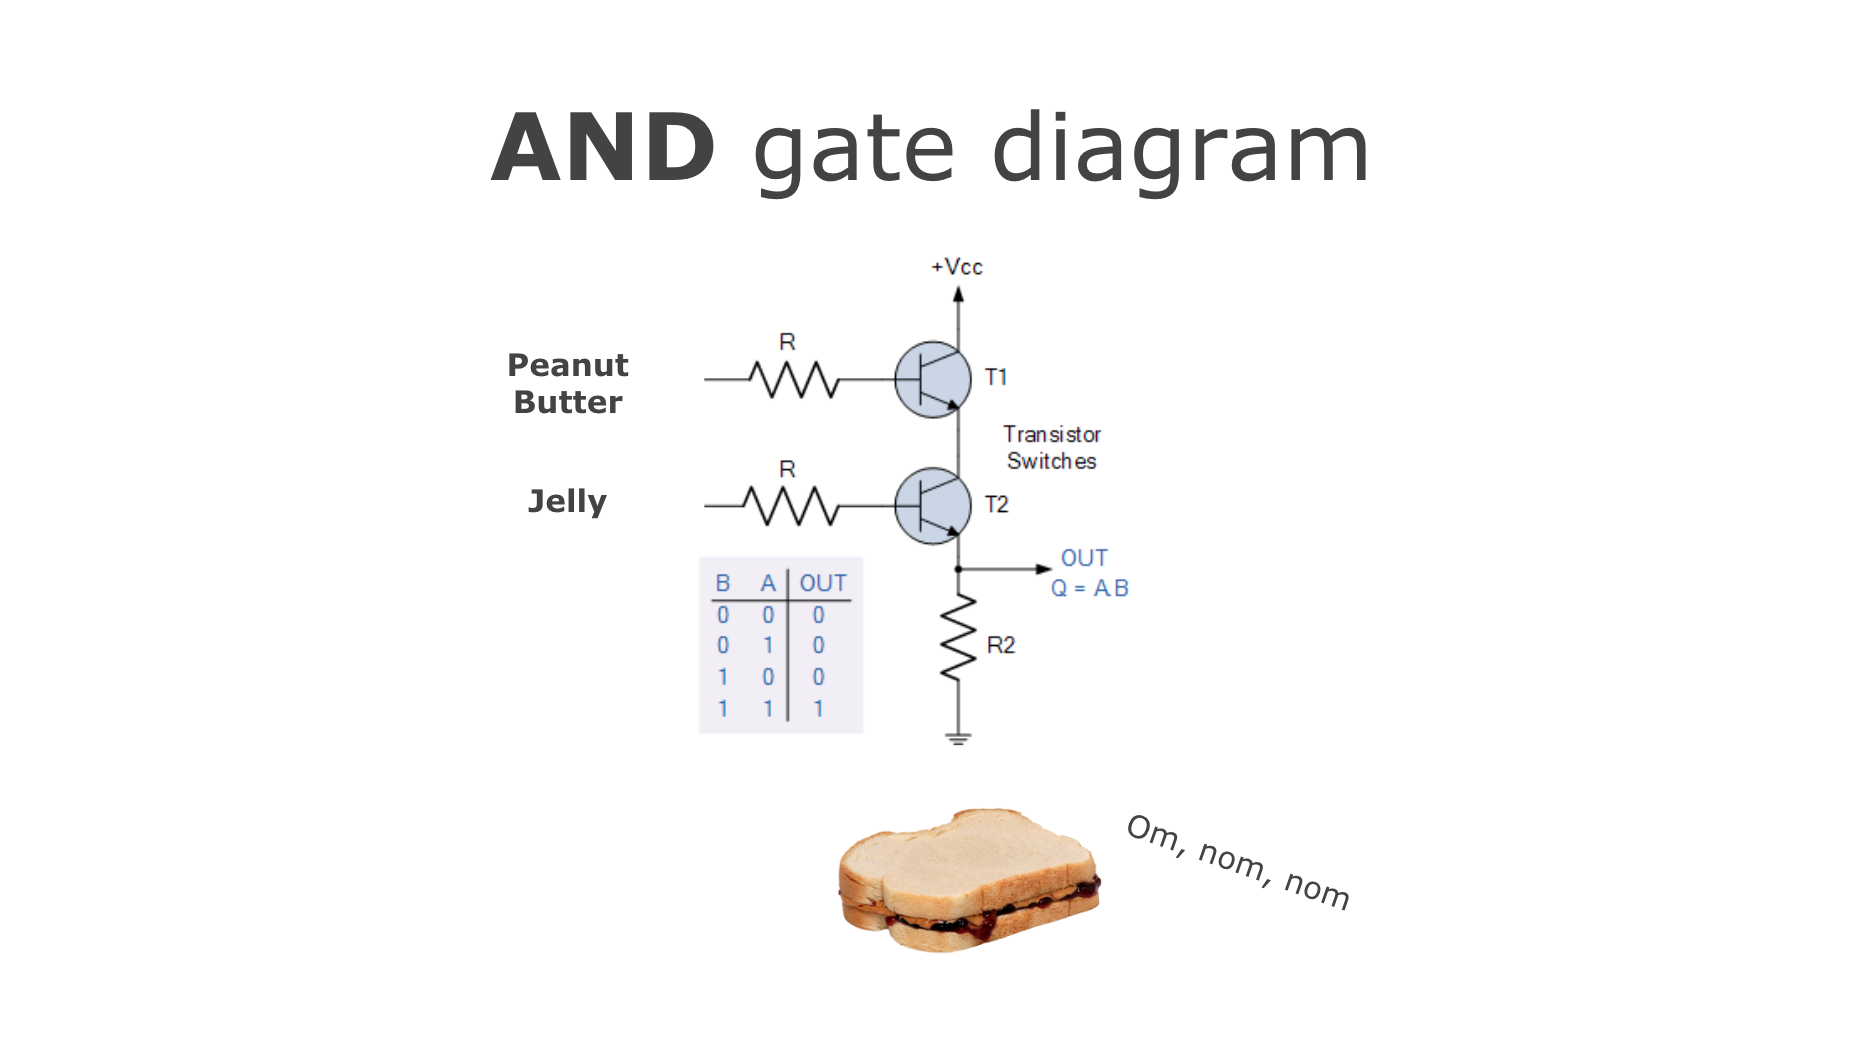 AND gate diagram
+Vcc
R
Peanut
Butter
T1
Transistor
Switches
R
Jelly
T2
OUT
Q = A.B
B A OUT
0 0 0
0 1 0
1 0 0
1 1 1
R2
Om, nom, nom